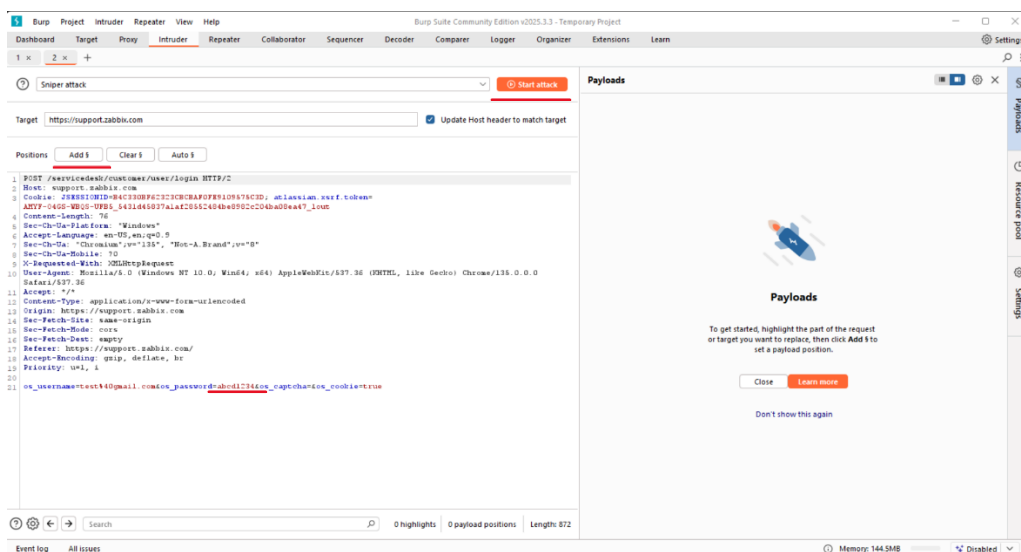 Burp Project Intruder Repeater View Help
Burp Suite Community Edition v2025.3.3 - Temporary Project
Dashboard Target Proxy Intruder Repeater Collaborator Sequencer Decoder Comparer Logger Organizer Extensions Learn
Settings
1 × 2 × +
Sniper attack
Start attack
Target https://support.zabbix.com
Update Host header to match target
Positions Add § Clear § Auto §
1 POST /servicedesk/customer/user/login HTTP/2
2 Host: support.zabbix.com
3 Cookie: atlassian.xsrf.token=
4 Content-Length: 76
5 Sec-Ch-Ua-Platform: "Windows"
6 Accept-Language: en-US,en;q=0.9
7 Sec-Ch-Ua: "Chromium";v="135", "Not-A.Brand";v="8"
8 Sec-Ch-Ua-Mobile: ?0
9 X-Requested-With: XMLHttpRequest
10 User-Agent: Mozilla/5.0 (Windows NT 10.0; Win64; x64) AppleWebKit/537.36 (KHTML, like Gecko) Chrome/135.0.0.0
Safari/537.36
11 Accept: */*
12 Content-Type: application/x-www-form-urlencoded
13 Origin: https://support.zabbix.com
14 Sec-Fetch-Site: same-origin
15 Sec-Fetch-Mode: cors
16 Sec-Fetch-Dest: empty
17 Referer: https://support.zabbix.com/
18 Accept-Encoding: gzip, deflate, br
19 Priority: u=1, i
20
21 os_username=test%40gmail.com&os_password=abcd1234&os_captcha=&os_cookie=true
Search
0 highlights 0 payload positions Length: 872
Payloads
Payloads
To get started, highlight the part of the request
or target you want to replace, then click Add § to
set a payload position.
Close Learn more
Don't show this again
Payloads
Resource pool
Settings
Event log All issues
Memory: 144.5MB
Disabled